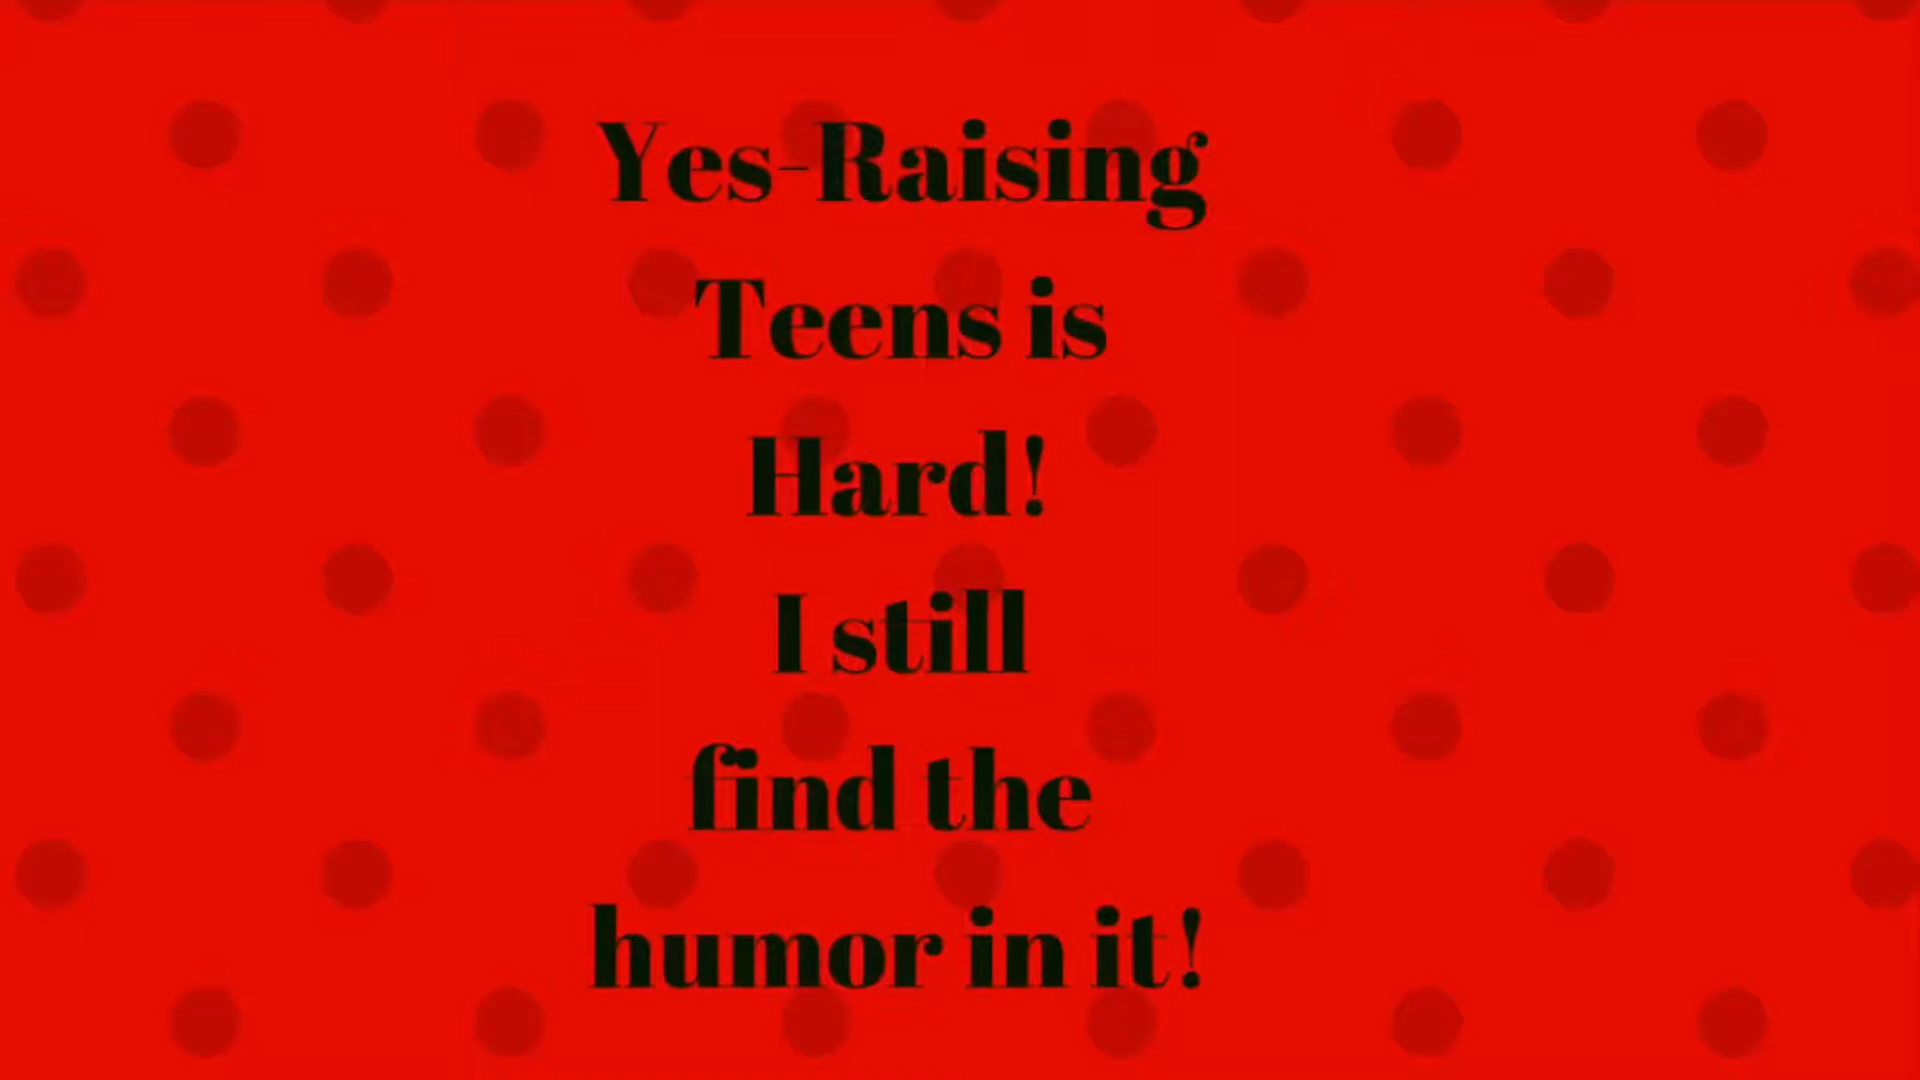 Yes-Raising
Teens is
Hard!
I still
find the
humor in it!